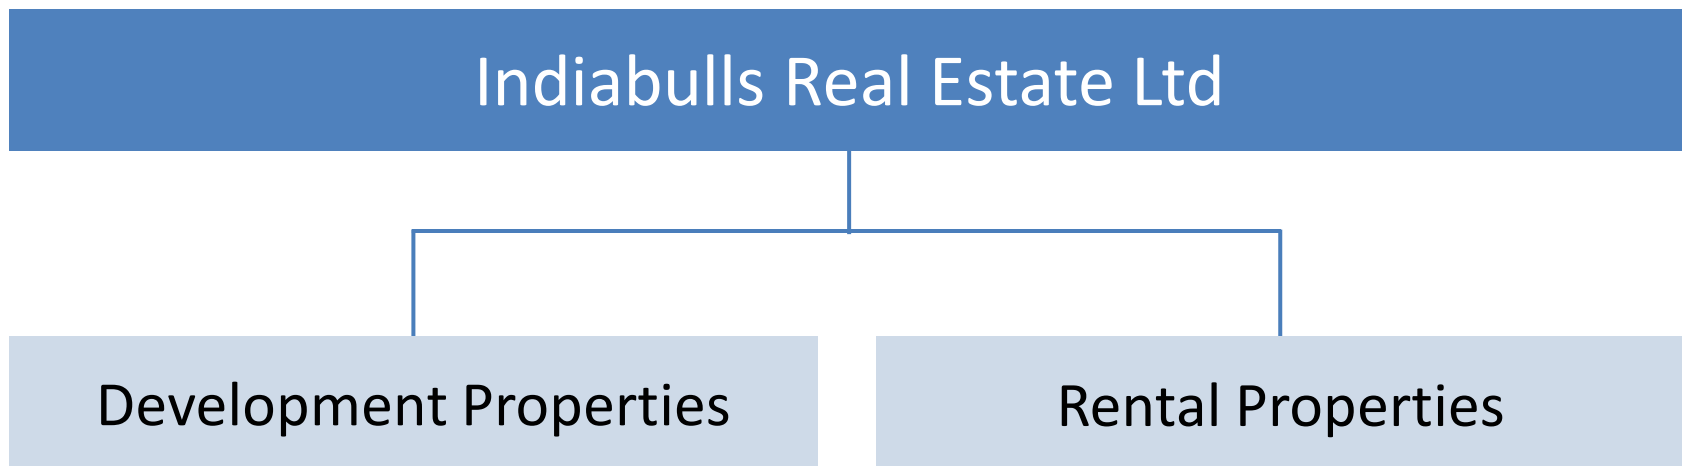 Indiabulls Real Estate Ltd
Development Properties
Rental Properties